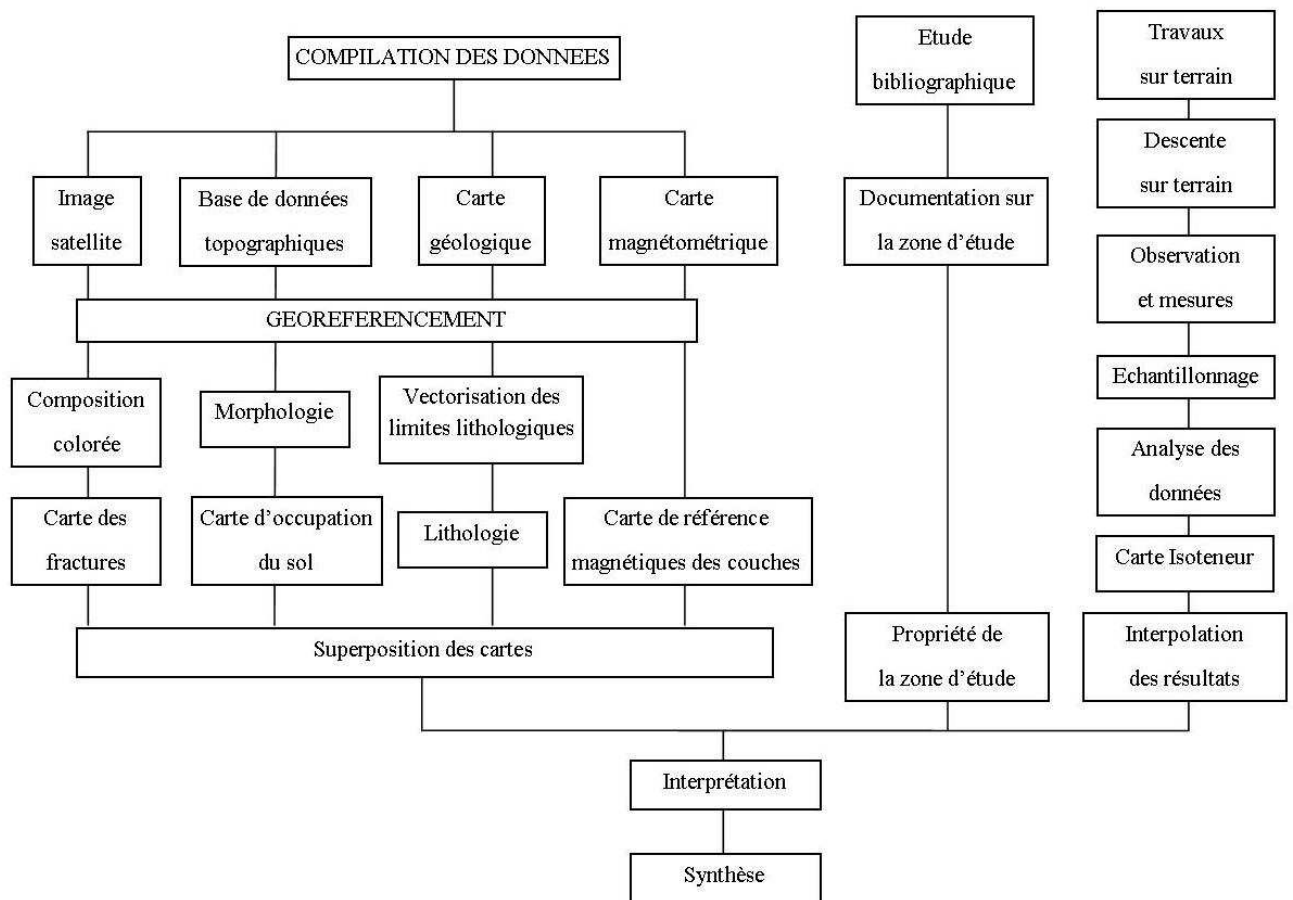 COMPILATION DES DONNEES
Etude
bibliographique
Travaux
sur terrain
Descente
sur terrain
Image
satellite
Base de données
topographiques
Carte
géologique
Carte
magnétométrique
Documentation sur
la zone d’étude
Observation
et mesures
GEOREFERENCEMENT
Composition
colorée
Morphologie
Vectorisation des
limites lithologiques
Echantillonnage
Analyse des
données
Carte des
fractures
Carte d’occupation
du sol
Lithologie
Carte de référence
magnétiques des couches
Carte Isoteneur
Superposition des cartes
Propriété de
la zone d’étude
Interpolation
des résultats
Interprétation
Synthèse